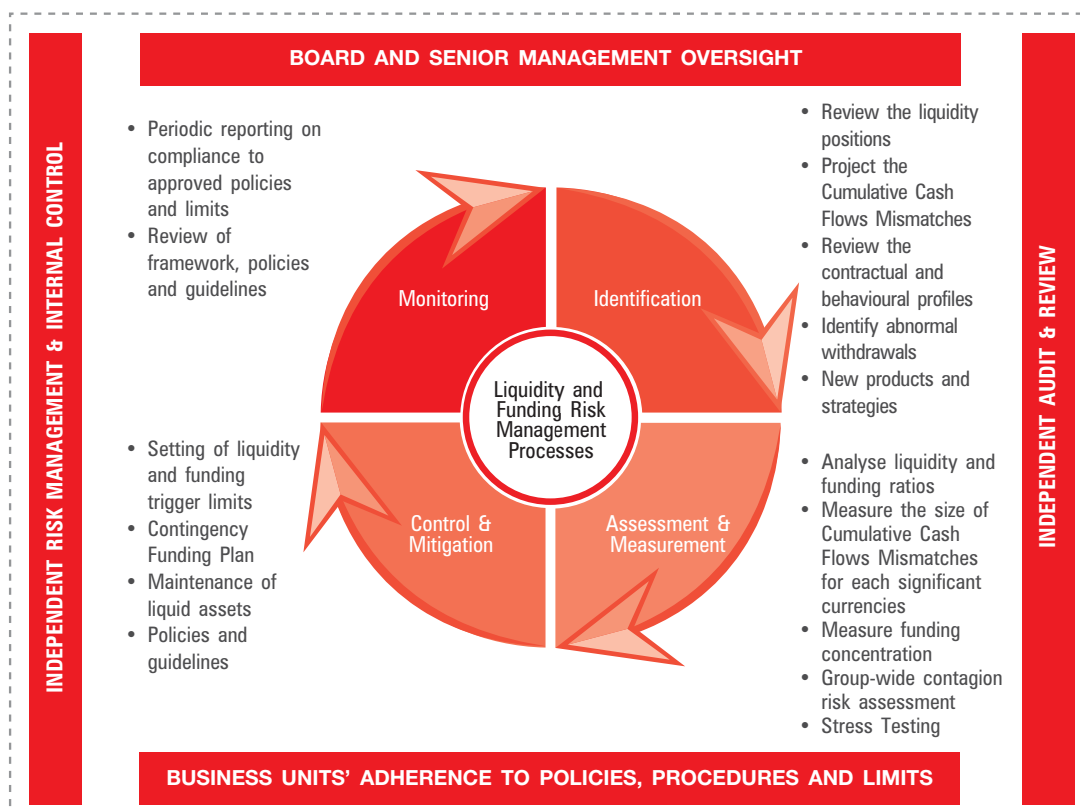 BOARD AND SENIOR MANAGEMENT OVERSIGHT
INDEPENDENT RISK MANAGEMENT & INTERNAL CONTROL
• Periodic reporting on
compliance to
approved policies
and limits
• Review of
framework, policies
and guidelines
Monitoring
Identification
• Review the liquidity
positions
• Project the
Cumulative Cash
Flows Mismatches
• Review the
contractual and
behavioural profiles
• Identify abnormal
withdrawals
• New products and
strategies
Liquidity and
Funding Risk
Management
Processes
• Setting of liquidity
and funding
trigger limits
• Contingency
Funding Plan
• Maintenance of
liquid assets
• Policies and
guidelines
Control &
Mitigation
Assessment &
Measurement
• Analyse liquidity and
funding ratios
• Measure the size of
Cumulative Cash
Flows Mismatches
for each significant
currencies
• Measure funding
concentration
• Group-wide contagion
risk assessment
• Stress Testing
INDEPENDENT AUDIT & REVIEW
BUSINESS UNITS' ADHERENCE TO POLICIES, PROCEDURES AND LIMITS